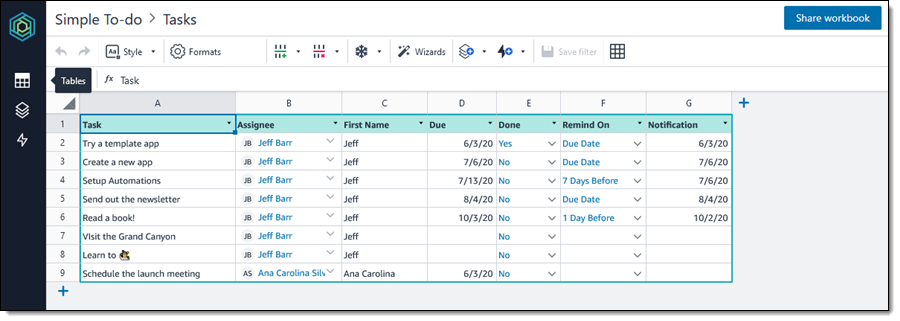 Simple To-do > Tasks
Share workbook
Aa Style Formats Wizards Save filter
Tables fx Task
A B C D E F G
1 Task Assignee First Name Due Done Remind On Notification
2 Try a template app JB Jeff Barr Jeff 6/3/20 Yes Due Date 6/3/20
3 Create a new app JB Jeff Barr Jeff 7/6/20 No Due Date 7/6/20
4 Setup Automations JB Jeff Barr Jeff 7/13/20 No 7 Days Before 7/6/20
5 Send out the newsletter JB Jeff Barr Jeff 8/4/20 No Due Date 8/4/20
6 Read a book! JB Jeff Barr Jeff 10/3/20 No 1 Day Before 10/2/20
7 VIsit the Grand Canyon JB Jeff Barr Jeff No
8 Learn to JB Jeff Barr Jeff No
9 Schedule the launch meeting AS Ana Carolina Silv Ana Carolina 6/3/20 No